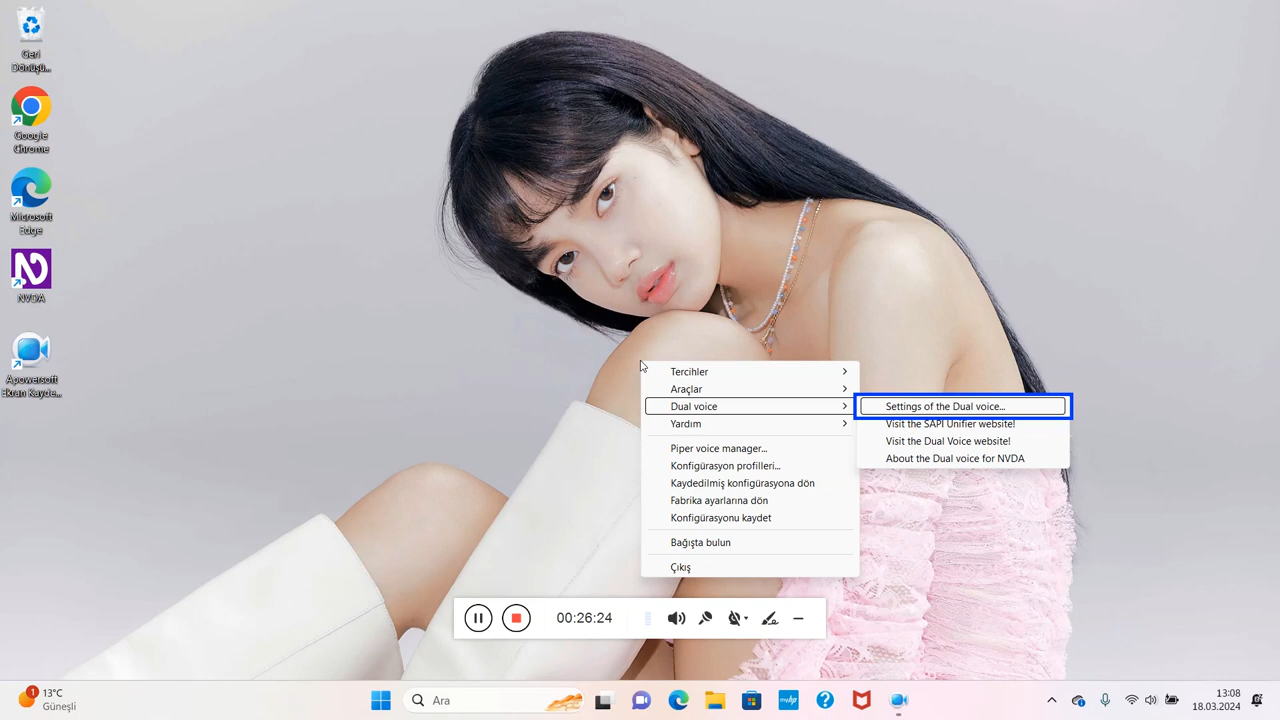 Geri
Dönüşü...
Google
Chrome
Microsoft
Edge
NVDA
Apowersoft
Ekran Kayde...
Tercihler
Araçlar
Dual voice
Yardım
Piper voice manager...
Konfigürasyon profilleri...
Kaydedilmiş konfigürasyona dön
Fabrika ayarlarına dön
Konfigürasyonu kaydet
Bağışta bulun
Çıkış
Settings of the Dual voice...
Visit the SAPI Unifier website!
Visit the Dual Voice website!
About the Dual voice for NVDA
00:26:24
1
13°C
Güneşli
Ara
myhp
13:08
18.03.2024